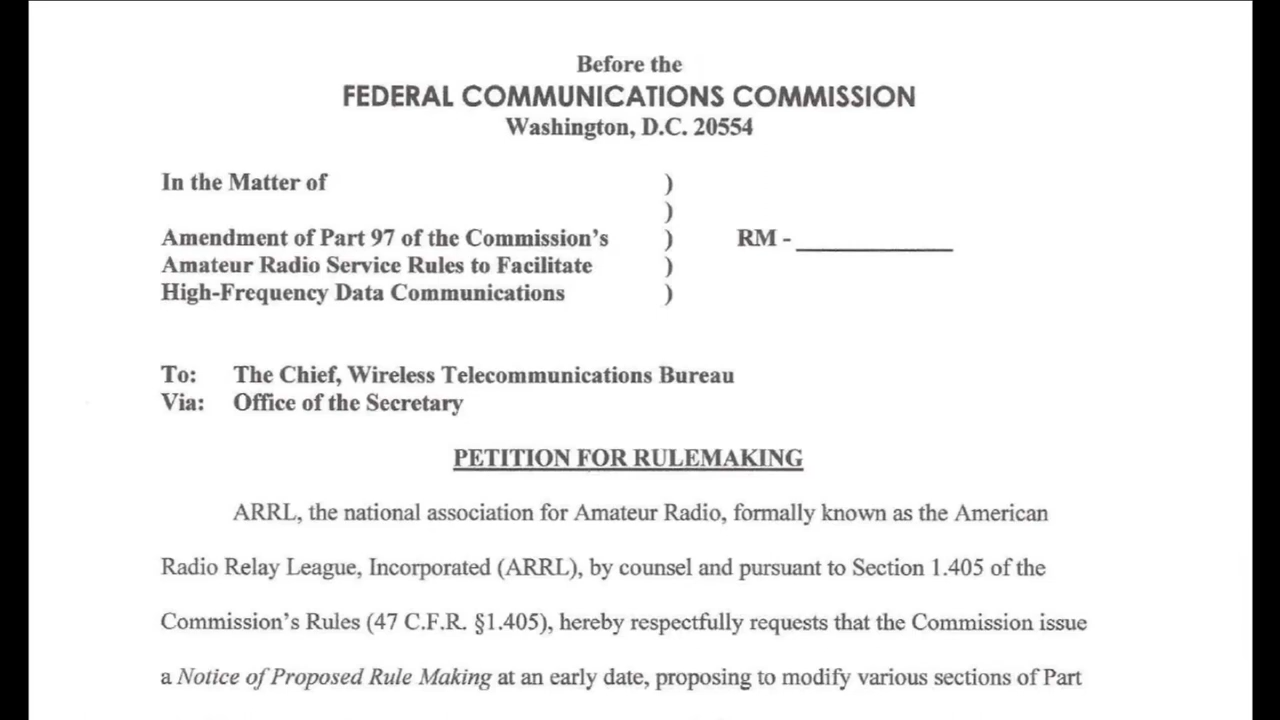 Before the
FEDERAL COMMUNICATIONS COMMISSION
Washington, D.C. 20554
In the Matter of )
)
Amendment of Part 97 of the Commission's ) RM - ____________
Amateur Radio Service Rules to Facilitate )
High-Frequency Data Communications )
To: The Chief, Wireless Telecommunications Bureau
Via: Office of the Secretary
PETITION FOR RULEMAKING
ARRL, the national association for Amateur Radio, formally known as the American
Radio Relay League, Incorporated (ARRL), by counsel and pursuant to Section 1.405 of the
Commission's Rules (47 C.F.R. §1.405), hereby respectfully requests that the Commission issue
a Notice of Proposed Rule Making at an early date, proposing to modify various sections of Part